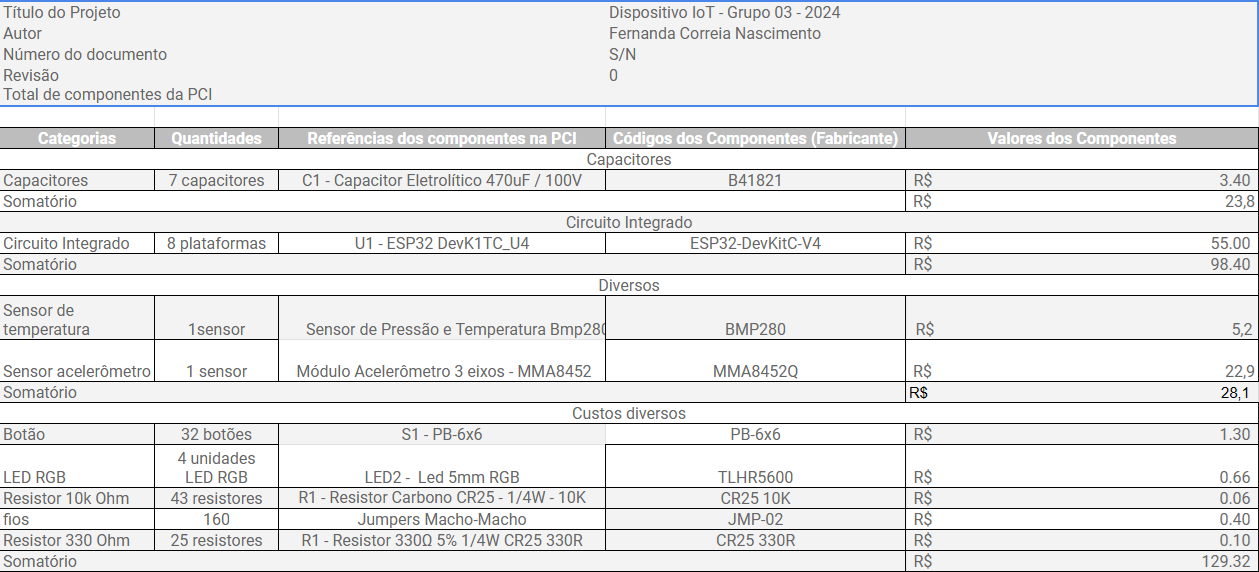 Título do Projeto Dispositivo IoT - Grupo 03 - 2024
Autor Fernanda Correia Nascimento
Número do documento S/N
Revisão 0
Total de componentes da PCI
Categorias Quantidades Referências dos componentes na PCI Códigos dos Componentes (Fabricante) Valores dos Componentes
Capacitores
Capacitores 7 capacitores C1 - Capacitor Eletrolítico 470uF / 100V B41821 R$ 3.40
Somatório R$ 23,8
Circuito Integrado
Circuito Integrado 8 plataformas U1 - ESP32 DevK1TC_U4 ESP32-DevKitC-V4 R$ 55.00
Somatório R$ 98.40
Diversos
Sensor de
temperatura 1sensor Sensor de Pressão e Temperatura Bmp280 BMP280 R$ 5,2
Sensor acelerômetro 1 sensor Módulo Acelerômetro 3 eixos - MMA8452 MMA8452Q R$ 22,9
Somatório R$ 28,1
Custos diversos
Botão 32 botões S1 - PB-6x6 PB-6x6 R$ 1.30
4 unidades
LED RGB LED RGB LED2 - Led 5mm RGB TLHR5600 R$ 0.66
Resistor 10k Ohm 43 resistores R1 - Resistor Carbono CR25 - 1/4W - 10K CR25 10K R$ 0.06
fios 160 Jumpers Macho-Macho JMP-02 R$ 0.40
Resistor 330 Ohm 25 resistores R1 - Resistor 330Ω 5% 1/4W CR25 330R CR25 330R R$ 0.10
Somatório R$ 129.32